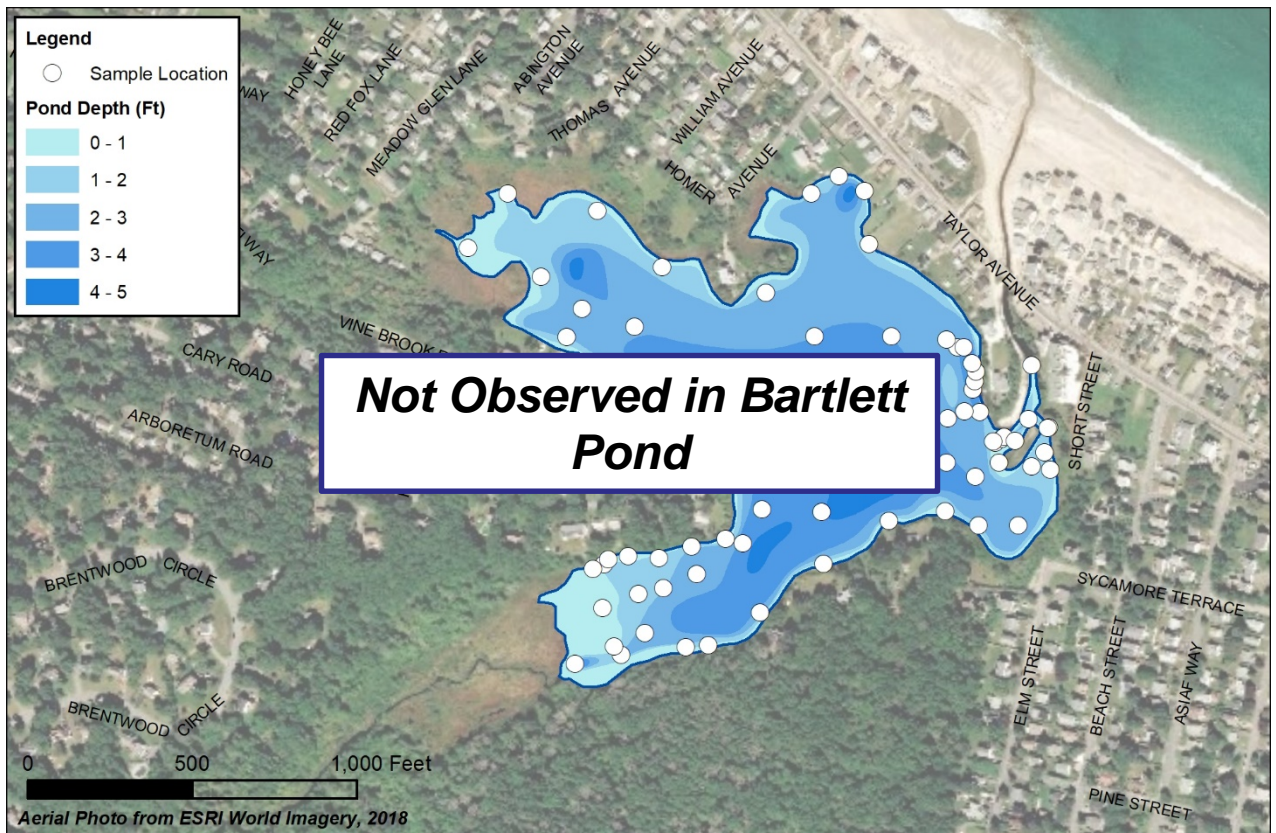 Legend
Sample Location
Pond Depth (Ft)
0 - 1
1 - 2
2 - 3
3 - 4
4 - 5
WAY
HONEY BEE
LANE
RED FOX LANE
MEADOW GLEN LANE
ABINGTON
AVENUE
THOMAS AVENUE
WILLIAM AVENUE
HOMER AVENUE
TAYLOR AVENUE
WAY
VINE BROOK
CARY ROAD
ARBORETUM ROAD
Not Observed in Bartlett
Pond
SHORT STREET
BRENTWOOD CIRCLE
SYCAMORE TERRACE
ELM STREET
BEACH STREET
ASIAF WAY
BRENTWOOD CIRCLE
PINE STREET
0 500 1,000 Feet
Aerial Photo from ESRI World Imagery, 2018